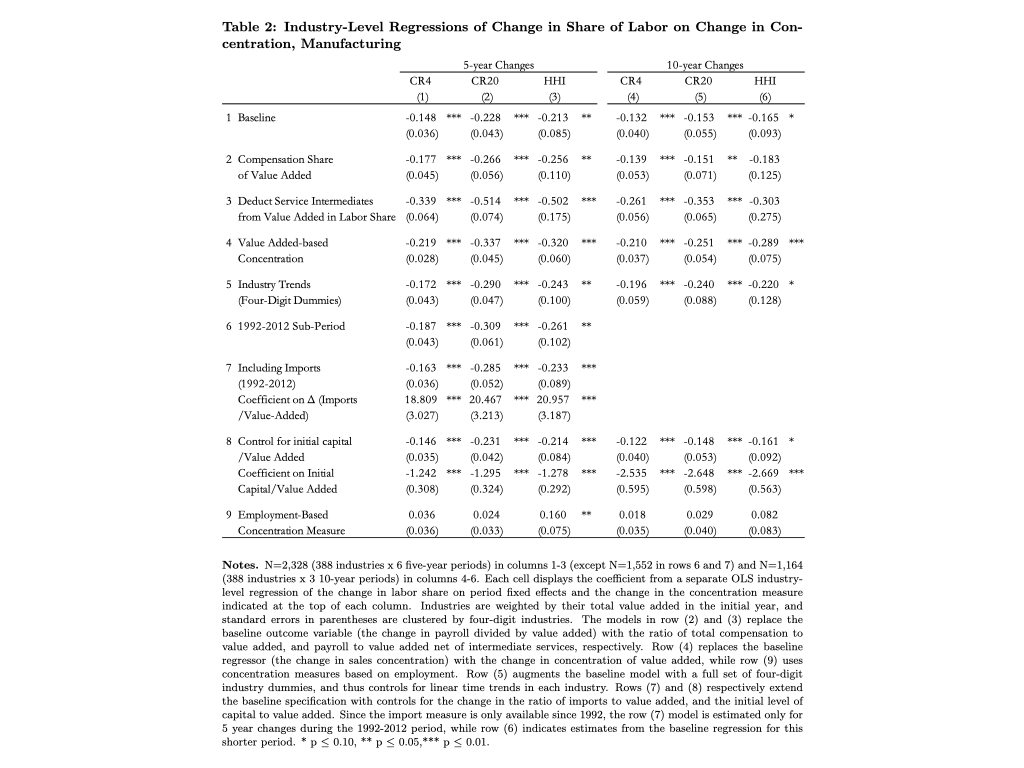 Table 2: Industry-Level Regressions of Change in Share of Labor on Change in Con-
centration, Manufacturing
5-year Changes 10-year Changes
CR4 CR20 HHI CR4 CR20 HHI
(1) (2) (3) (4) (5) (6)
1 Baseline -0.148 *** -0.228 *** -0.213 ** -0.132 *** -0.153 *** -0.165 *
(0.036) (0.043) (0.085) (0.040) (0.055) (0.093)
2 Compensation Share -0.177 *** -0.266 *** -0.256 ** -0.139 *** -0.151 ** -0.183
of Value Added (0.045) (0.056) (0.110) (0.053) (0.071) (0.125)
3 Deduct Service Intermediates -0.339 *** -0.514 *** -0.502 *** -0.261 *** -0.353 *** -0.303
from Value Added in Labor Share (0.064) (0.074) (0.175) (0.056) (0.065) (0.275)
4 Value Added-based -0.219 *** -0.337 *** -0.320 *** -0.210 *** -0.251 *** -0.289 ***
Concentration (0.028) (0.045) (0.060) (0.037) (0.054) (0.075)
5 Industry Trends -0.172 *** -0.290 *** -0.243 ** -0.196 *** -0.240 *** -0.220 *
(Four-Digit Dummies) (0.043) (0.047) (0.100) (0.059) (0.088) (0.128)
6 1992-2012 Sub-Period -0.187 *** -0.309 *** -0.261 **
(0.043) (0.061) (0.102)
7 Including Imports -0.163 *** -0.285 *** -0.233 ***
(1992-2012) (0.036) (0.052) (0.089)
Coefficient on Δ (Imports 18.809 *** 20.467 *** 20.957 ***
/Value-Added) (3.027) (3.213) (3.187)
8 Control for initial capital -0.146 *** -0.231 *** -0.214 *** -0.122 *** -0.148 *** -0.161 *
/Value Added (0.035) (0.042) (0.084) (0.040) (0.053) (0.092)
Coefficient on Initial -1.242 *** -1.295 *** -1.278 *** -2.535 *** -2.648 *** -2.669 ***
Capital/Value Added (0.308) (0.324) (0.292) (0.595) (0.598) (0.563)
9 Employment-Based 0.036 0.024 0.160 ** 0.018 0.029 0.082
Concentration Measure (0.036) (0.033) (0.075) (0.035) (0.040) (0.083)
Notes. N=2,328 (388 industries x 6 five-year periods) in columns 1-3 (except N=1,552 in rows 6 and 7) and N=1,164
(388 industries x 3 10-year periods) in columns 4-6. Each cell displays the coefficient from a separate OLS industry-
level regression of the change in labor share on period fixed effects and the change in the concentration measure
indicated at the top of each column. Industries are weighted by their total value added in the initial year, and
standard errors in parentheses are clustered by four-digit industries. The models in row (2) and (3) replace the
baseline outcome variable (the change in payroll divided by value added) with the ratio of total compensation to
value added, and payroll to value added net of intermediate services, respectively. Row (4) replaces the baseline
regressor (the change in sales concentration) with the change in concentration of value added, while row (9) uses
concentration measures based on employment. Row (5) augments the baseline model with a full set of four-digit
industry dummies, and thus controls for linear time trends in each industry. Rows (7) and (8) respectively extend
the baseline specification with controls for the change in the ratio of imports to value added, and the initial level of
capital to value added. Since the import measure is only available since 1992, the row (7) model is estimated only for
5 year changes during the 1992-2012 period, while row (6) indicates estimates from the baseline regression for this
shorter period. * p ≤ 0.10, ** p ≤ 0.05,*** p ≤ 0.01.